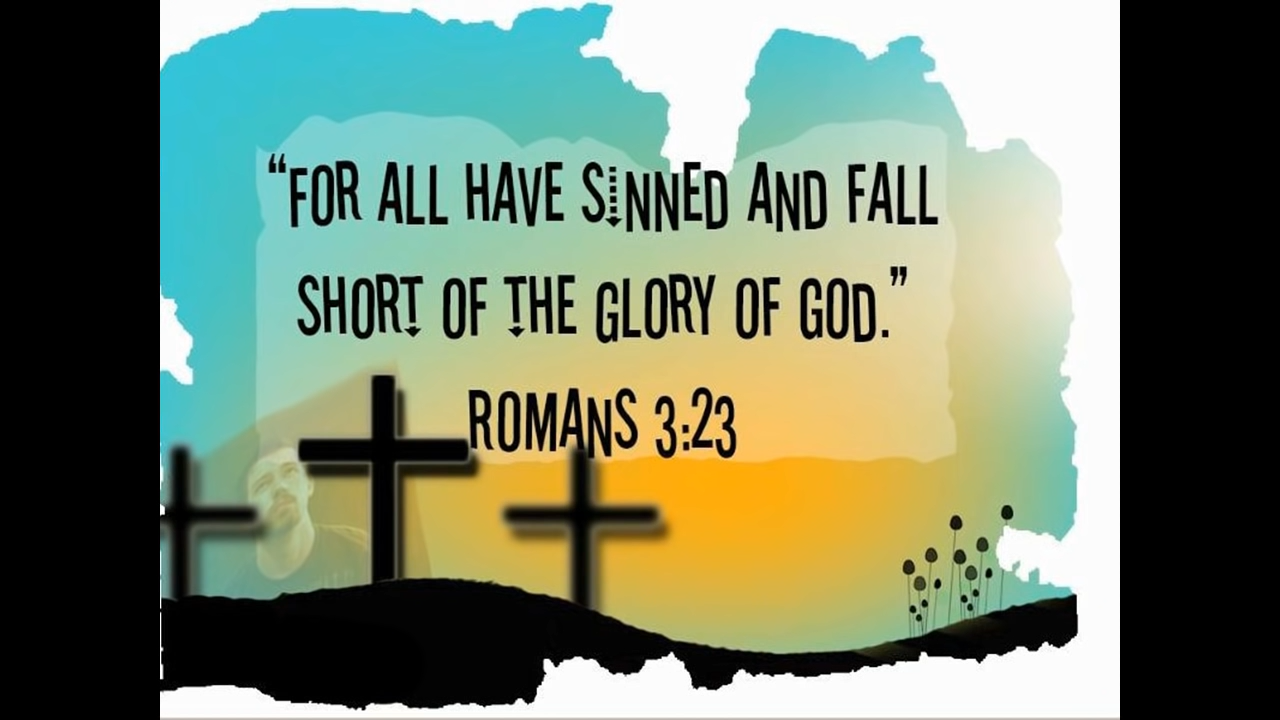 “FOR ALL HAVE SINNED AND FALL
SHORT OF THE GLORY OF GOD.”
ROMANS 3:23